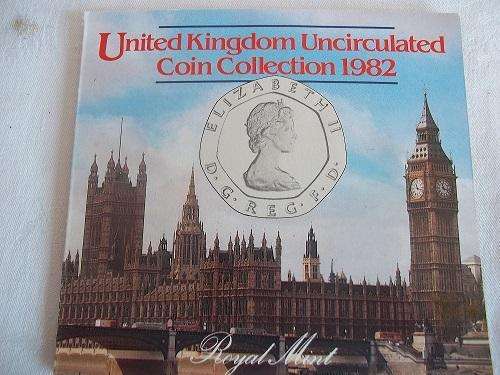 United Kingdom Uncirculated
Coin Collection 1982
ELIZABETH II
D. G. REG. F. D.
Royal Mint